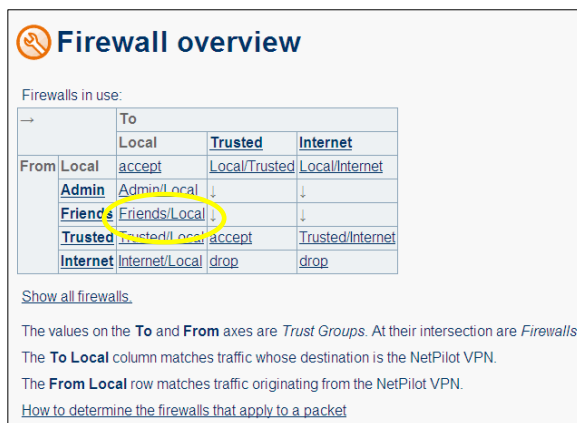 Firewall overview
Firewalls in use:
→ To
Local Trusted Internet
From Local accept Local/Trusted Local/Internet
Admin Admin/Local ↓ ↓
Friends Friends/Local ↓ ↓
Trusted Trusted/Local accept Trusted/Internet
Internet Internet/Local drop drop
Show all firewalls.
The values on the To and From axes are Trust Groups. At their intersection are Firewalls
The To Local column matches traffic whose destination is the NetPilot VPN.
The From Local row matches traffic originating from the NetPilot VPN.
How to determine the firewalls that apply to a packet